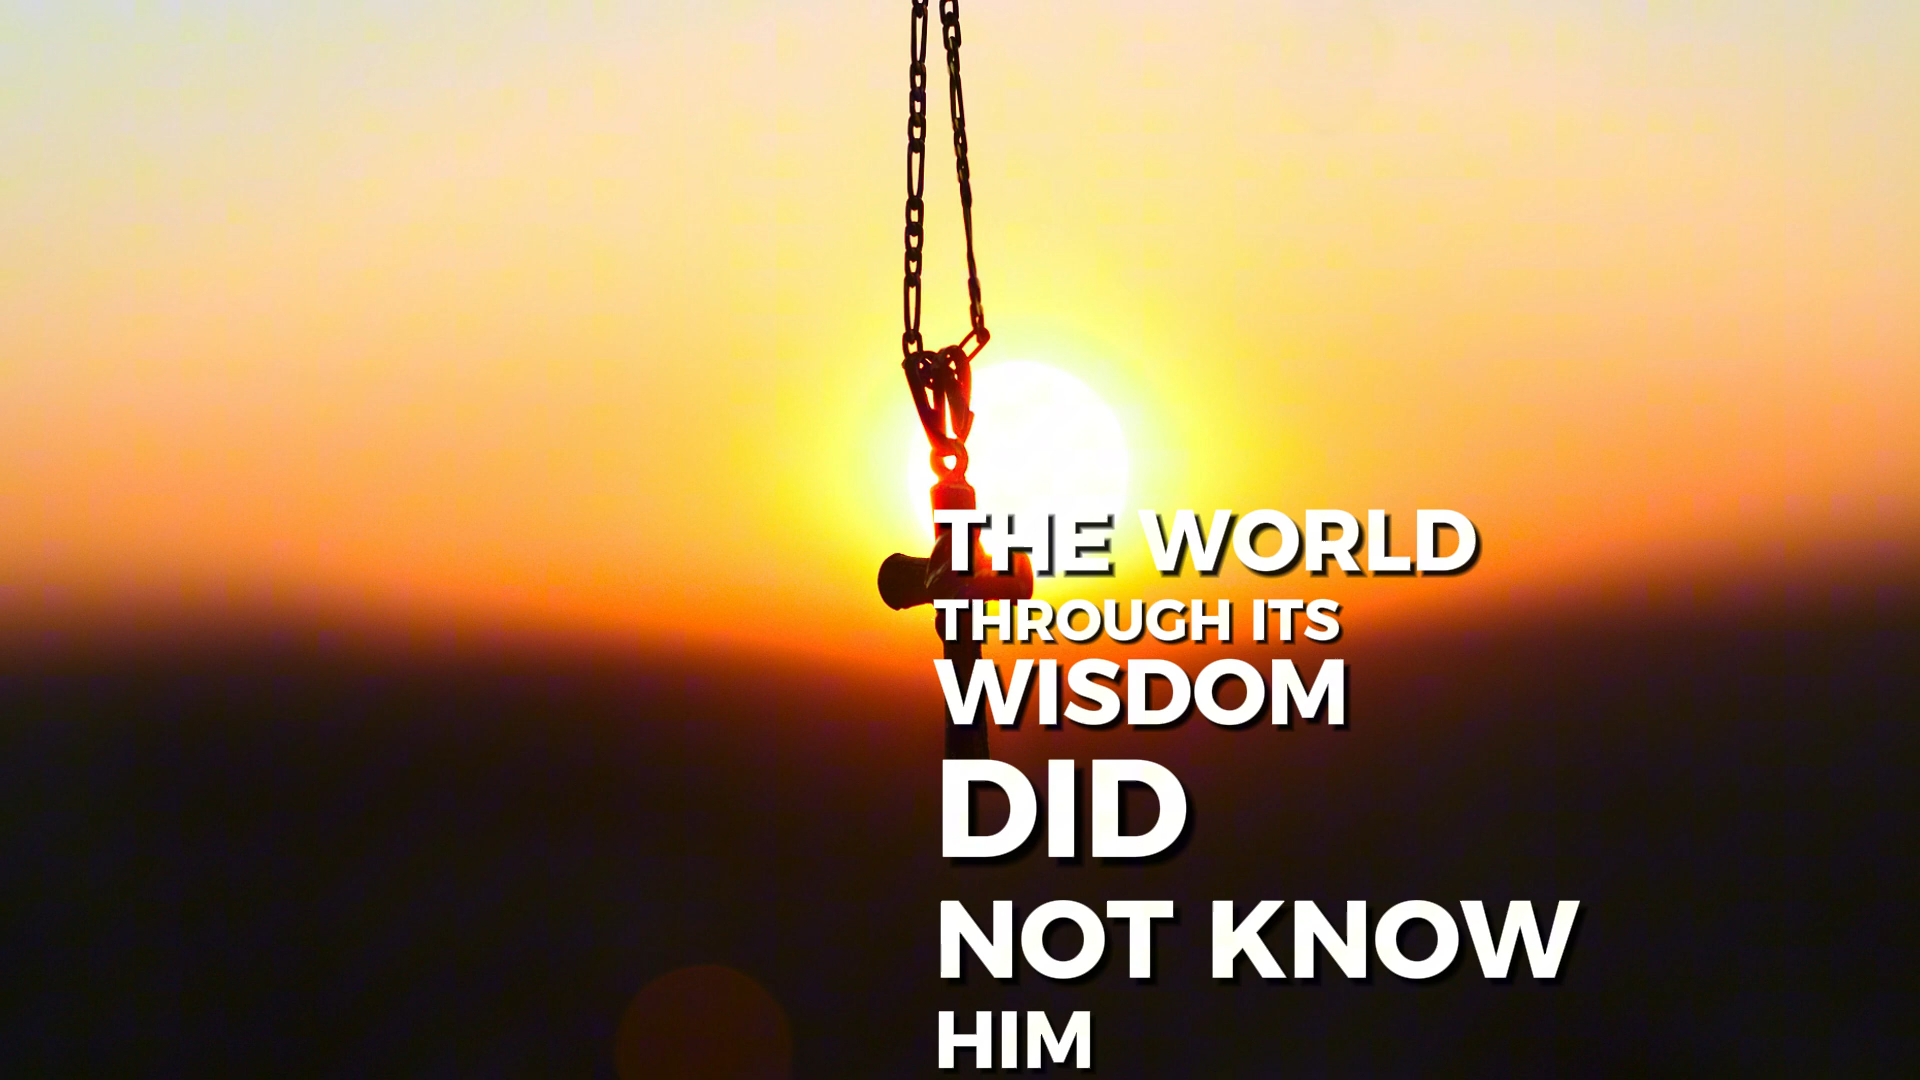 THE WORLD
THROUGH ITS
WISDOM
DID
NOT KNOW
HIM